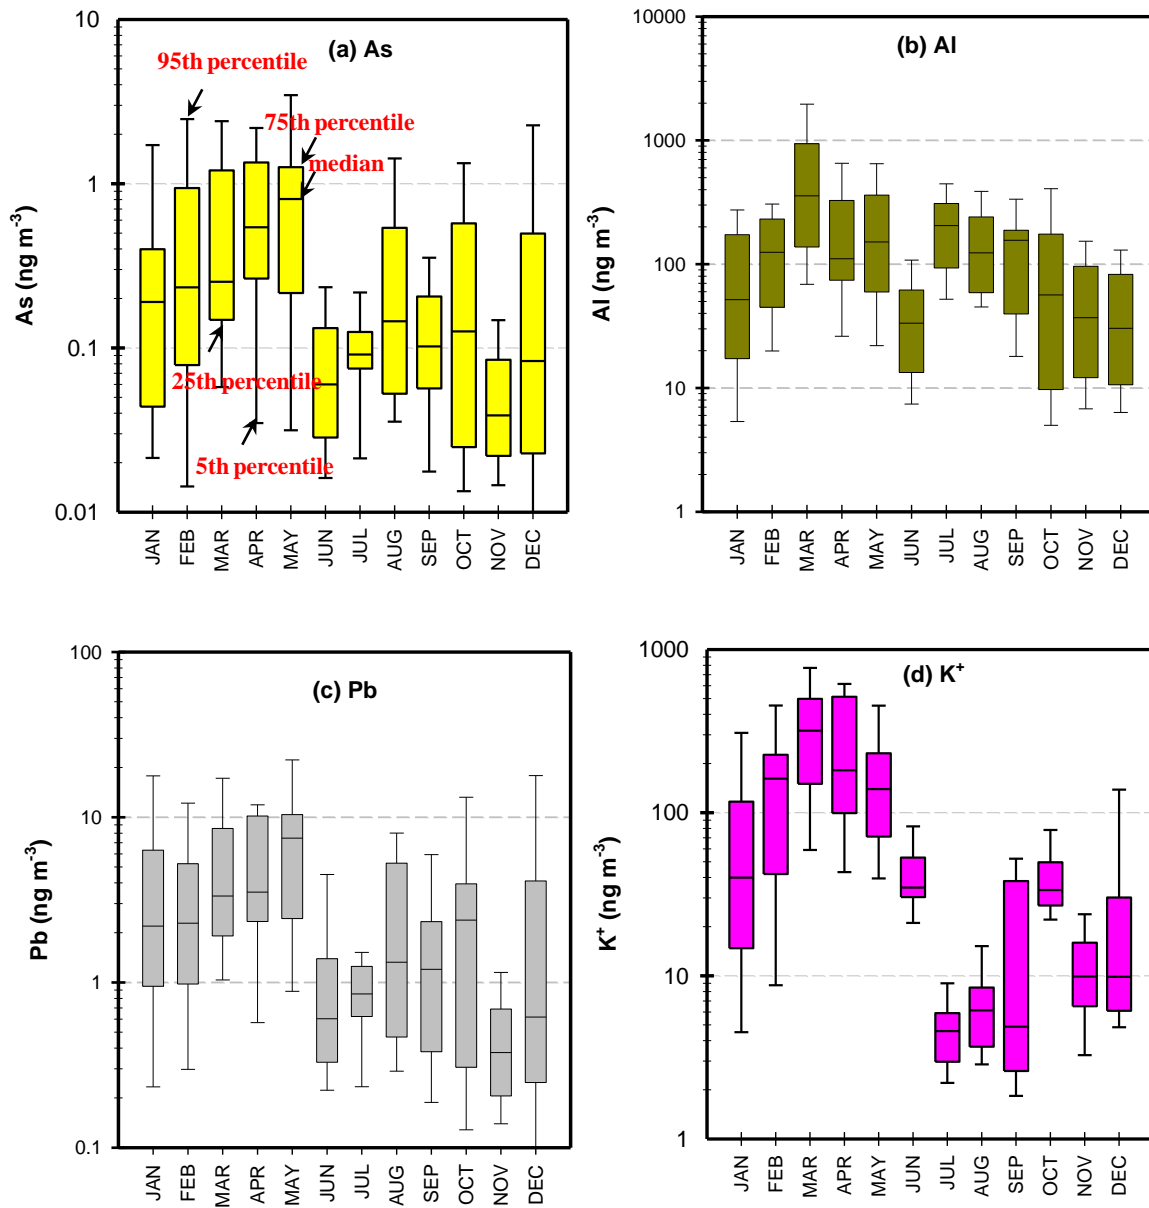 (a) As
10
1
0.1
0.01
As (ng m⁻³)
95th percentile
75th percentile
median
25th percentile
5th percentile
JAN
FEB
MAR
APR
MAY
JUN
JUL
AUG
SEP
OCT
NOV
DEC
(b) Al
10000
1000
100
10
1
Al (ng m⁻³)
JAN
FEB
MAR
APR
MAY
JUN
JUL
AUG
SEP
OCT
NOV
DEC
(c) Pb
100
10
1
0.1
Pb (ng m⁻³)
JAN
FEB
MAR
APR
MAY
JUN
JUL
AUG
SEP
OCT
NOV
DEC
(d) K⁺
1000
100
10
1
K⁺ (ng m⁻³)
JAN
FEB
MAR
APR
MAY
JUN
JUL
AUG
SEP
OCT
NOV
DEC